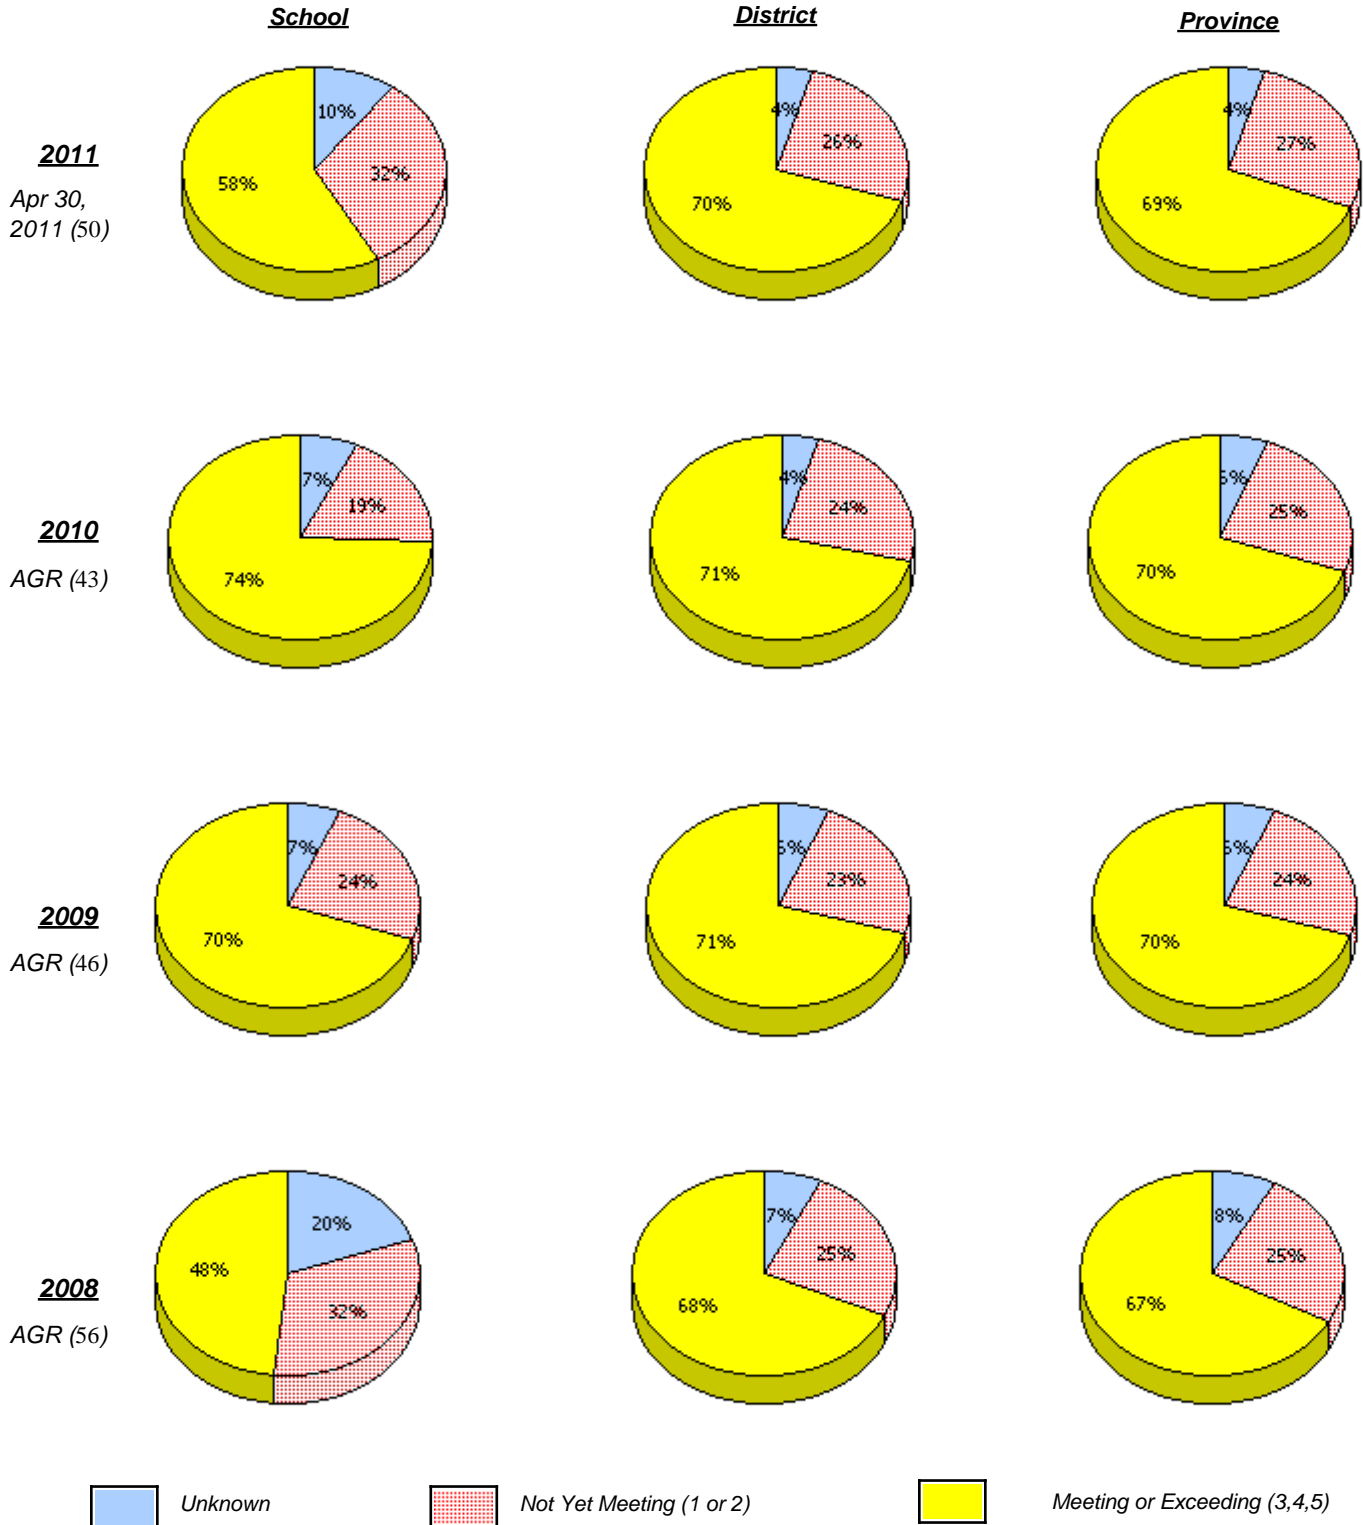 School District Province
10% 4% 4%
2011 32% 26% 27%
Apr 30, 58% 70% 69%
2011 (50)
7% 4%
2010 19% 24% 25%
AGR (43) 74% 71% 70%
7%
24% 23% 24%
2009 70% 71% 70%
AGR (46)
20% 7% 8%
48% 25% 25%
2008 32% 68% 67%
AGR (56)
Unknown Not Yet Meeting (1 or 2) Meeting or Exceeding (3,4,5)